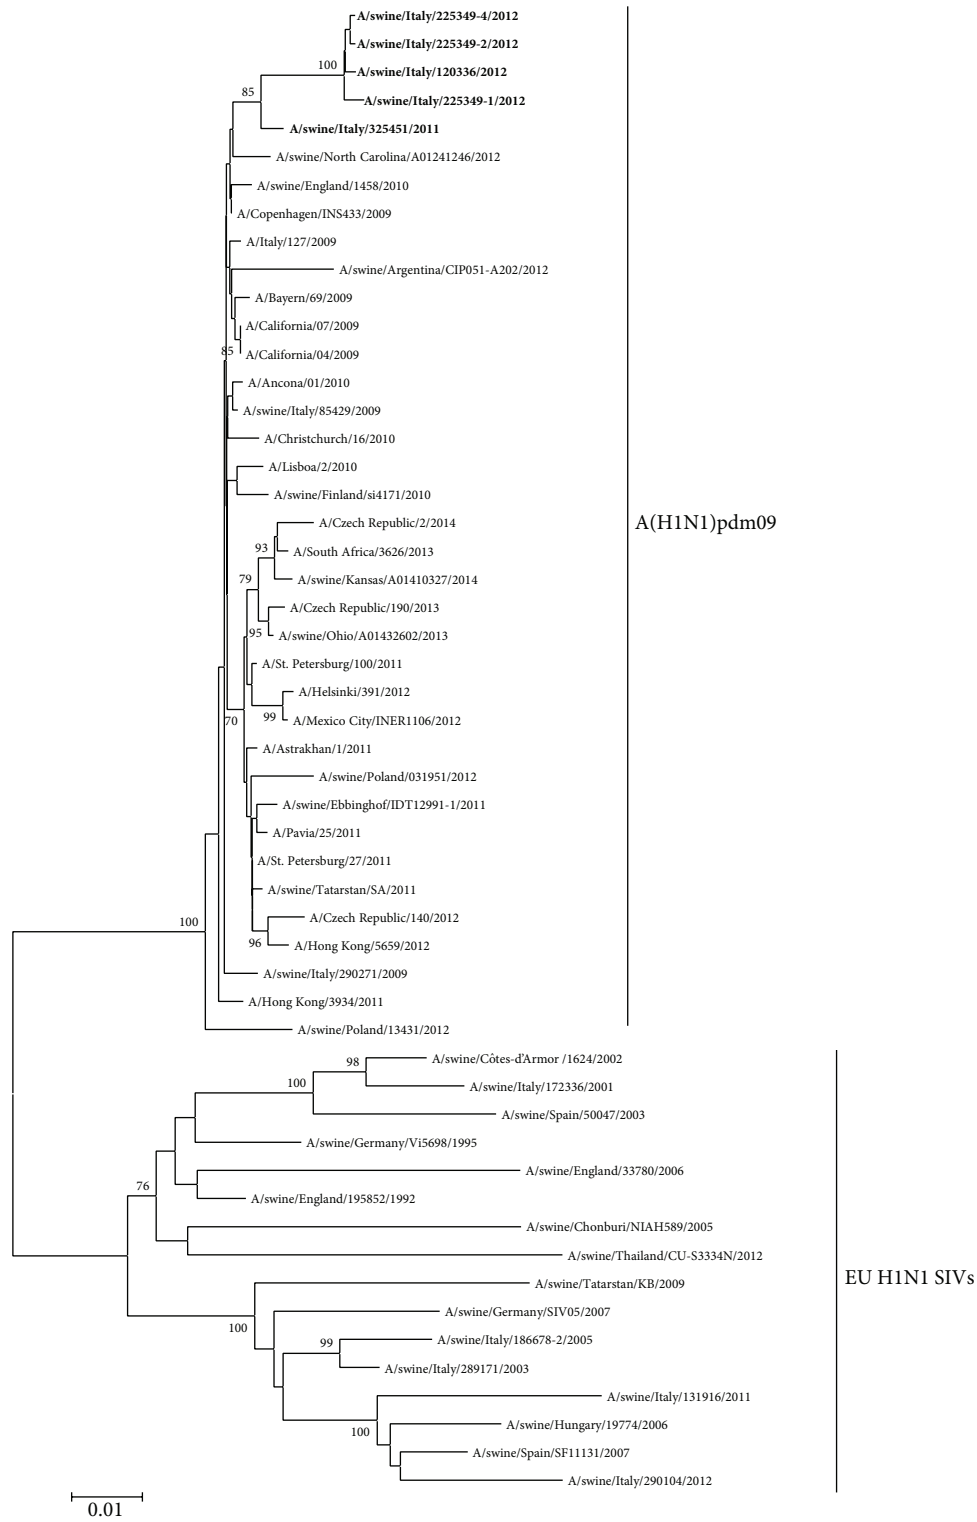 A/swine/Italy/225349-4/2012
A/swine/Italy/225349-2/2012
100
A/swine/Italy/120336/2012
85
A/swine/Italy/225349-1/2012
A/swine/Italy/325451/2011
A/swine/North Carolina/A01241246/2012
A/swine/England/1458/2010
A/Copenhagen/INS433/2009
A/Italy/127/2009
A/swine/Argentina/CIP051-A202/2012
A/Bayern/69/2009
A/California/07/2009
85
A/California/04/2009
A/Ancona/01/2010
A/swine/Italy/85429/2009
A/Christchurch/16/2010
A/Lisboa/2/2010
A/swine/Finland/si4171/2010
A/Czech Republic/2/2014
A(H1N1)pdm09
93
A/South Africa/3626/2013
79
A/swine/Kansas/A01410327/2014
A/Czech Republic/190/2013
95
A/swine/Ohio/A01432602/2013
A/St. Petersburg/100/2011
A/Helsinki/391/2012
99
A/Mexico City/INER1106/2012
70
A/Astrakhan/1/2011
A/swine/Poland/031951/2012
A/swine/Ebbinghof/IDT12991-1/2011
A/Pavia/25/2011
A/St. Petersburg/27/2011
A/swine/Tatarstan/SA/2011
100
A/Czech Republic/140/2012
96
A/Hong Kong/5659/2012
A/swine/Italy/290271/2009
A/Hong Kong/3934/2011
A/swine/Poland/13431/2012
98
A/swine/Côtes-d'Armor /1624/2002
100
A/swine/Italy/172336/2001
A/swine/Spain/50047/2003
A/swine/Germany/Vi5698/1995
A/swine/England/33780/2006
76
A/swine/England/195852/1992
A/swine/Chonburi/NIAH589/2005
A/swine/Thailand/CU-S3334N/2012
EU H1N1 SIVs
A/swine/Tatarstan/KB/2009
100
A/swine/Germany/SIV05/2007
99
A/swine/Italy/186678-2/2005
A/swine/Italy/289171/2003
A/swine/Italy/131916/2011
100
A/swine/Hungary/19774/2006
A/swine/Spain/SF11131/2007
A/swine/Italy/290104/2012
0.01